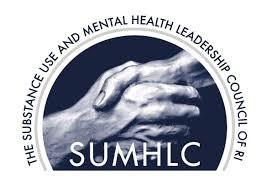 THE SUBSTANCE USE AND MENTAL HEALTH LEADERSHIP COUNCIL OF RI
SUMHLC